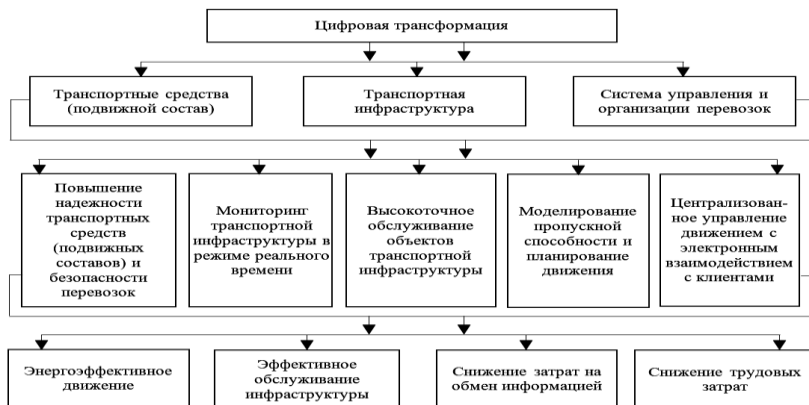 Цифровая трансформация
Транспортные средства
(подвижной состав)
Транспортная
инфраструктура
Система управления и
организации перевозок
Повышение
надежности
транспортных
средств
(подвижных
составов) и
безопасности
перевозок
Мониторинг
транспортной
инфраструктуры в
режиме реального
времени
Высокоточное
обслуживание
объектов
транспортной
инфраструктуры
Моделирование
пропускной
способности и
планирование
движения
Централизован-
ное управление
движением с
электронным
взаимодействием
с клиентами
Энергоэффективное
движение
Эффективное
обслуживание
инфраструктуры
Снижение затрат на
обмен информацией
Снижение трудовых
затрат